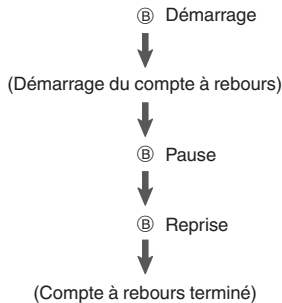 Ⓑ Démarrage
(Démarrage du compte à rebours)
Ⓑ Pause
Ⓑ Reprise
(Compte à rebours terminé)